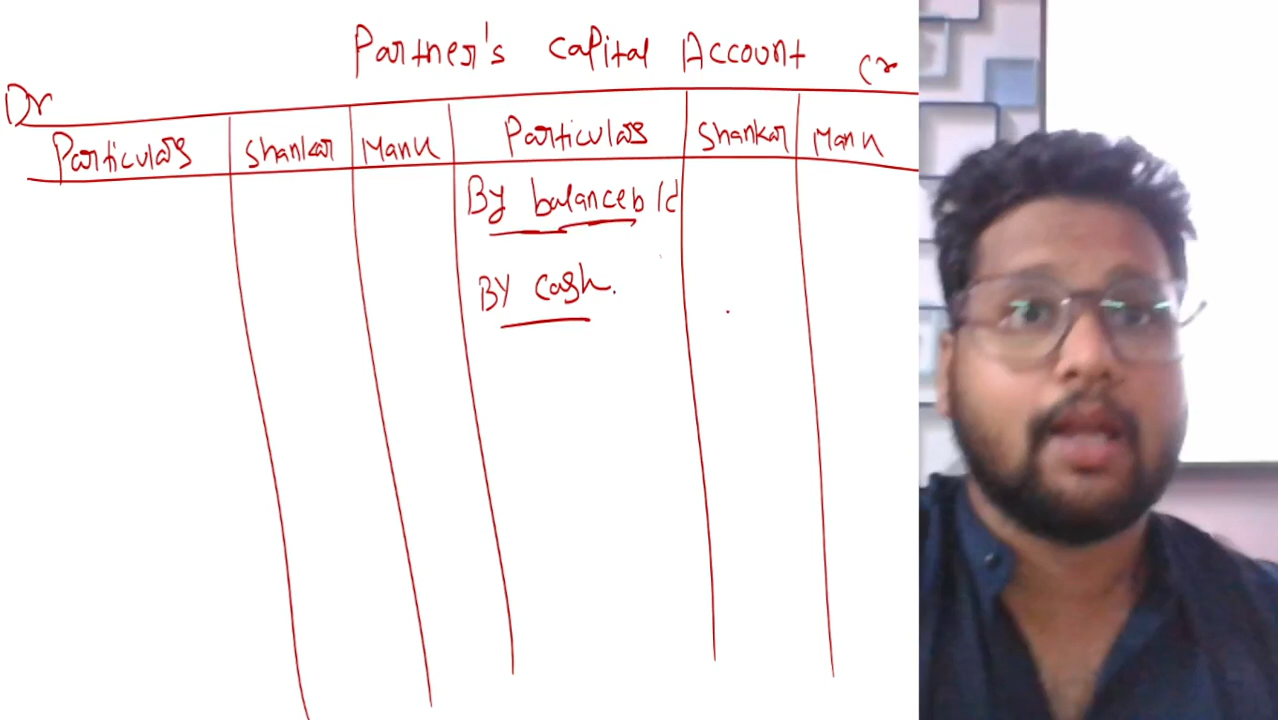 Partner's Capital Account
Dr Cr
Particulars Shankar Manu Particulars Shankar Manu
By balance b/d
By cash.